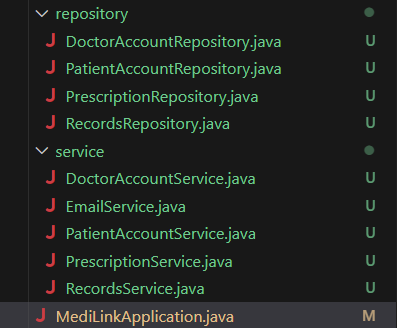 repository
DoctorAccountRepository.java U
PatientAccountRepository.java U
PrescriptionRepository.java U
RecordsRepository.java U
service
DoctorAccountService.java U
EmailService.java U
PatientAccountService.java U
PrescriptionService.java U
RecordsService.java U
MediLinkApplication.java M